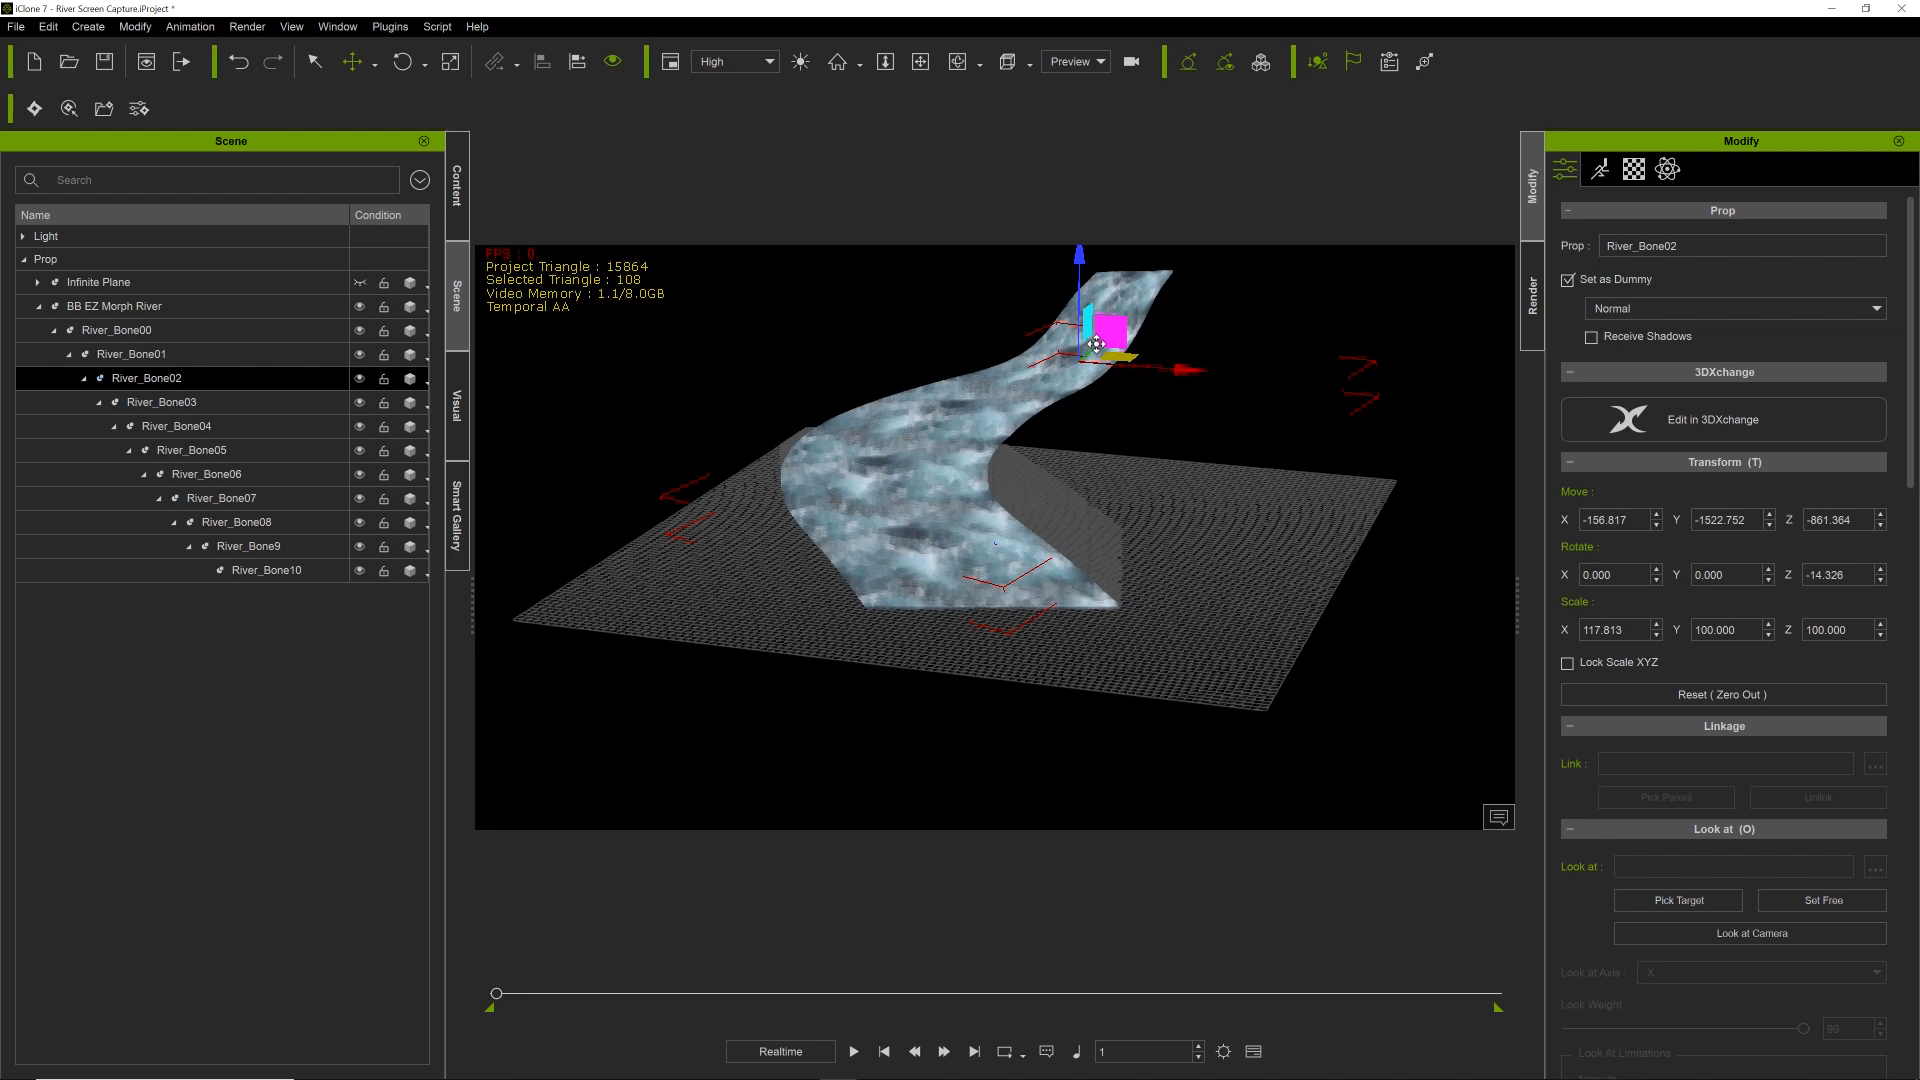 iClone 7 - River Screen Capture.iProject *
File Edit Create Modify Animation Render View Window Plugins Script Help
High
Preview
Scene
Search
Name Condition
Light
Prop
Infinite Plane
BB EZ Morph River
River_Bone00
River_Bone01
River_Bone02
River_Bone03
River_Bone04
River_Bone05
River_Bone06
River_Bone07
River_Bone08
River_Bone9
River_Bone10
Content
Scene
Visual
Smart Gallery
FPS : 0.
Project Triangle : 15864
Selected Triangle : 108
Video Memory : 1.1/8.0GB
Temporal AA
Realtime
1
Modify
Render
Modify
Prop
Prop : River_Bone02
Set as Dummy
Normal
Receive Shadows
3DXchange
Edit in 3DXchange
Transform (T)
Move :
X -156.817 Y -1522.752 Z -861.364
Rotate :
X 0.000 Y 0.000 Z -14.326
Scale :
X 117.813 Y 100.000 Z 100.000
Lock Scale XYZ
Reset ( Zero Out )
Linkage
Link : ...
Pick Parent Unlink
Look at (O)
Look at : ...
Pick Target Set Free
Look at Camera
Look at Axis : X
Look Weight
99
Look At Limitations